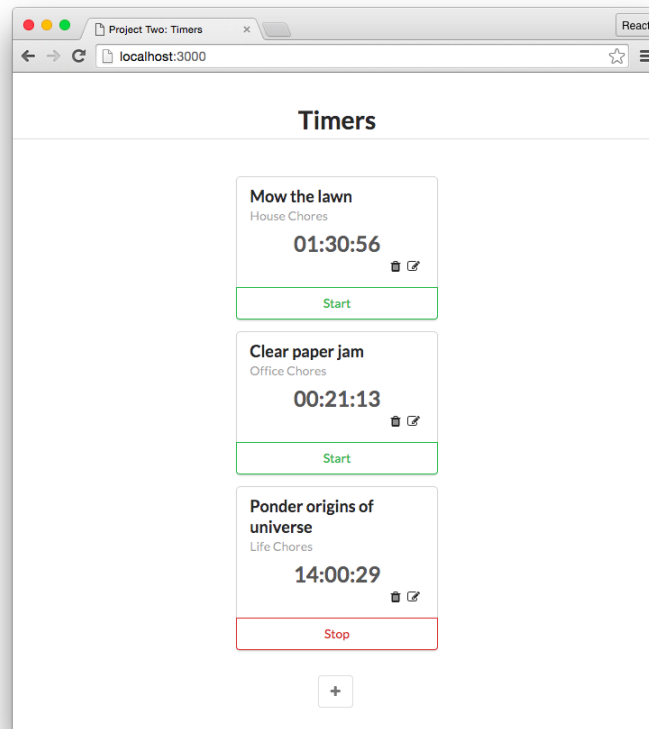 Project Two: Timers
React
localhost:3000
Timers
Mow the lawn
House Chores
01:30:56
Start
Clear paper jam
Office Chores
00:21:13
Start
Ponder origins of
universe
Life Chores
14:00:29
Stop